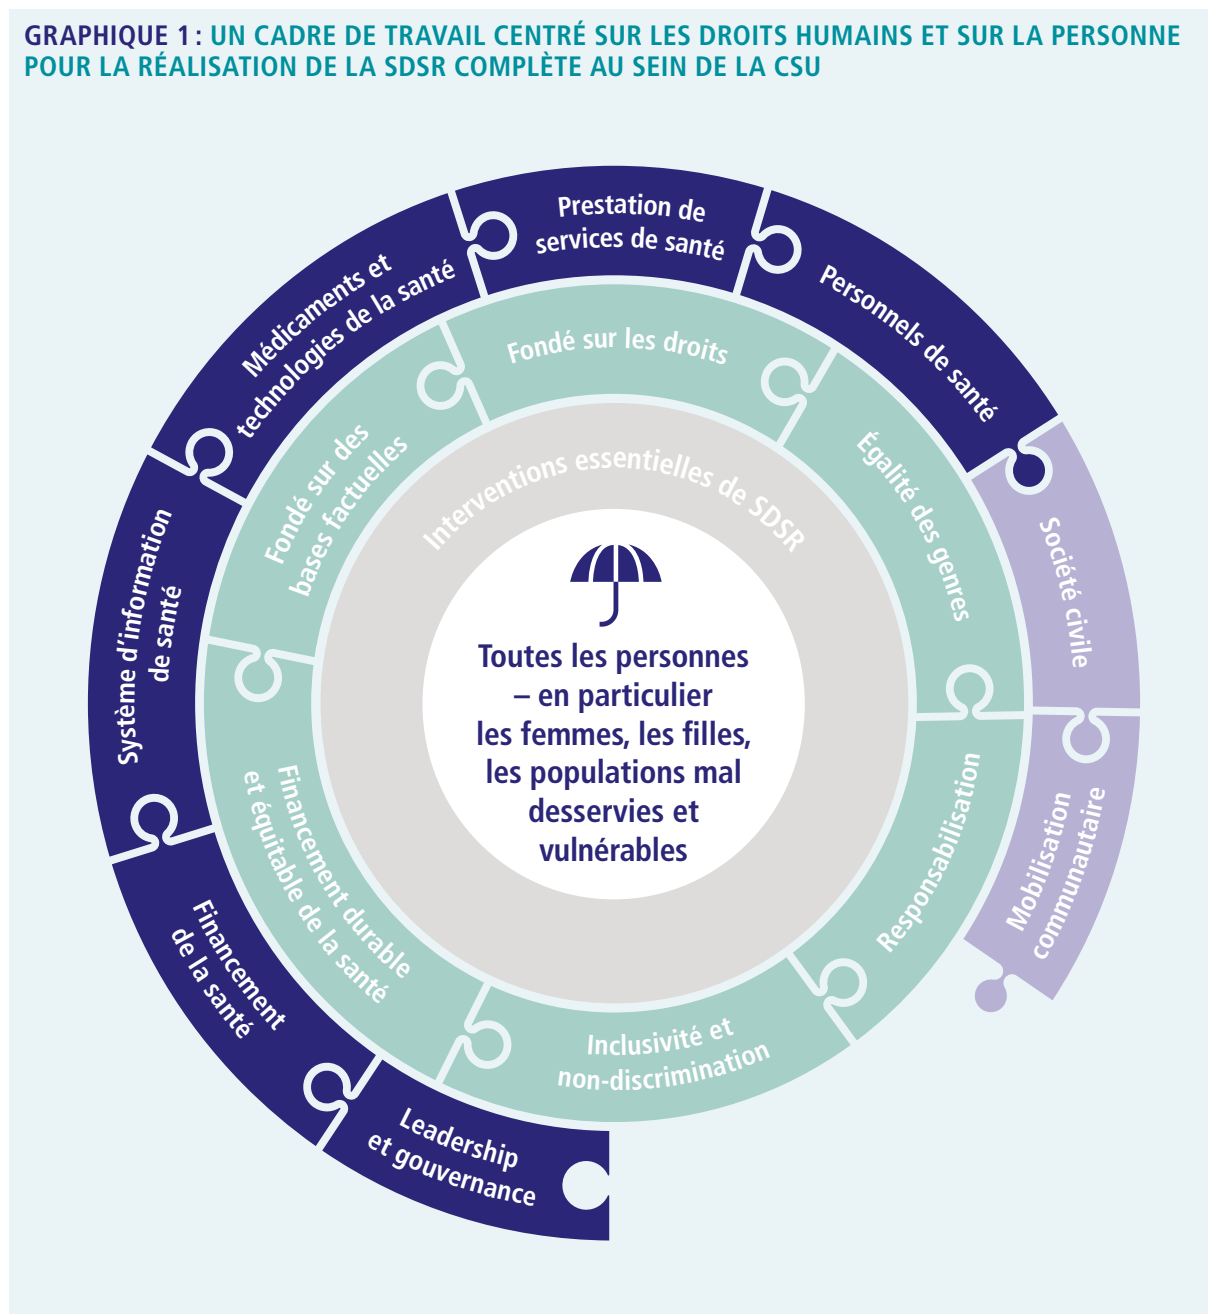 GRAPHIQUE 1 : UN CADRE DE TRAVAIL CENTRÉ SUR LES DROITS HUMAINS ET SUR LA PERSONNE
POUR LA RÉALISATION DE LA SDSR COMPLÈTE AU SEIN DE LA CSU
Prestation de
services de santé
Personnels de santé
Société civile
Mobilisation
communautaire
Leadership
et gouvernance
Financement
de la santé
Système d’information
de santé
Médicaments et
technologies de la santé
Fondé sur les droits
Égalité des genres
Responsabilisation
Inclusivité et
non-discrimination
Financement durable
et équitable de la santé
Fondé sur des
bases factuelles
Interventions essentielles de SDSR
Toutes les personnes
– en particulier
les femmes, les filles,
les populations mal
desservies et
vulnérables